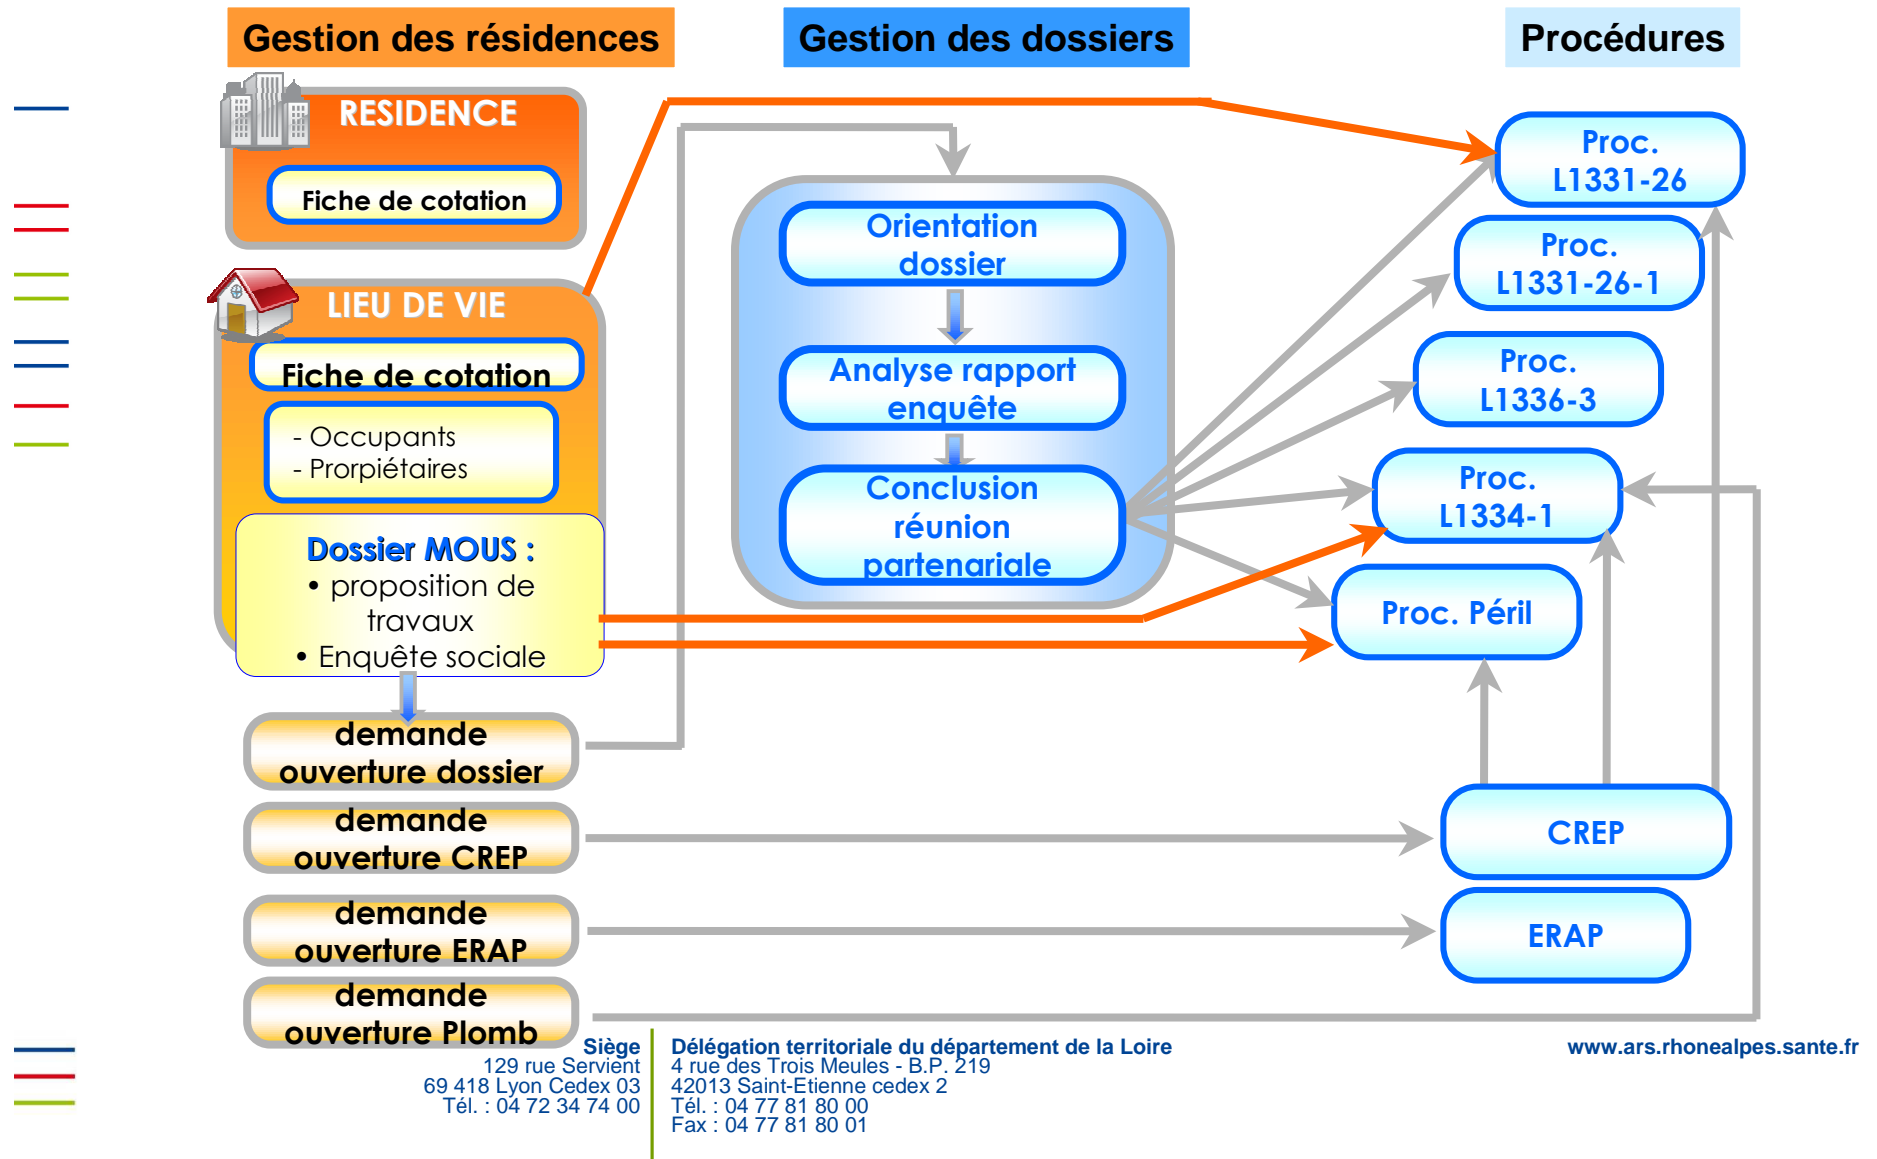 Gestion des résidences
Gestion des dossiers
Procédures
RESIDENCE
Fiche de cotation
LIEU DE VIE
Fiche de cotation
- Occupants
- Prorpiétaires
Dossier MOUS :
• proposition de
travaux
• Enquête sociale
demande
ouverture dossier
demande
ouverture CREP
demande
ouverture ERAP
demande
ouverture Plomb
Orientation
dossier
Analyse rapport
enquête
Conclusion
réunion
partenariale
Proc.
L1331-26
Proc.
L1331-26-1
Proc.
L1336-3
Proc.
L1334-1
Proc. Péril
CREP
ERAP
Siège
129 rue Servient
69 418 Lyon Cedex 03
Tél. : 04 72 34 74 00
Délégation territoriale du département de la Loire
4 rue des Trois Meules - B.P. 219
42013 Saint-Etienne cedex 2
Tél. : 04 77 81 80 00
Fax : 04 77 81 80 01
www.ars.rhonealpes.sante.fr